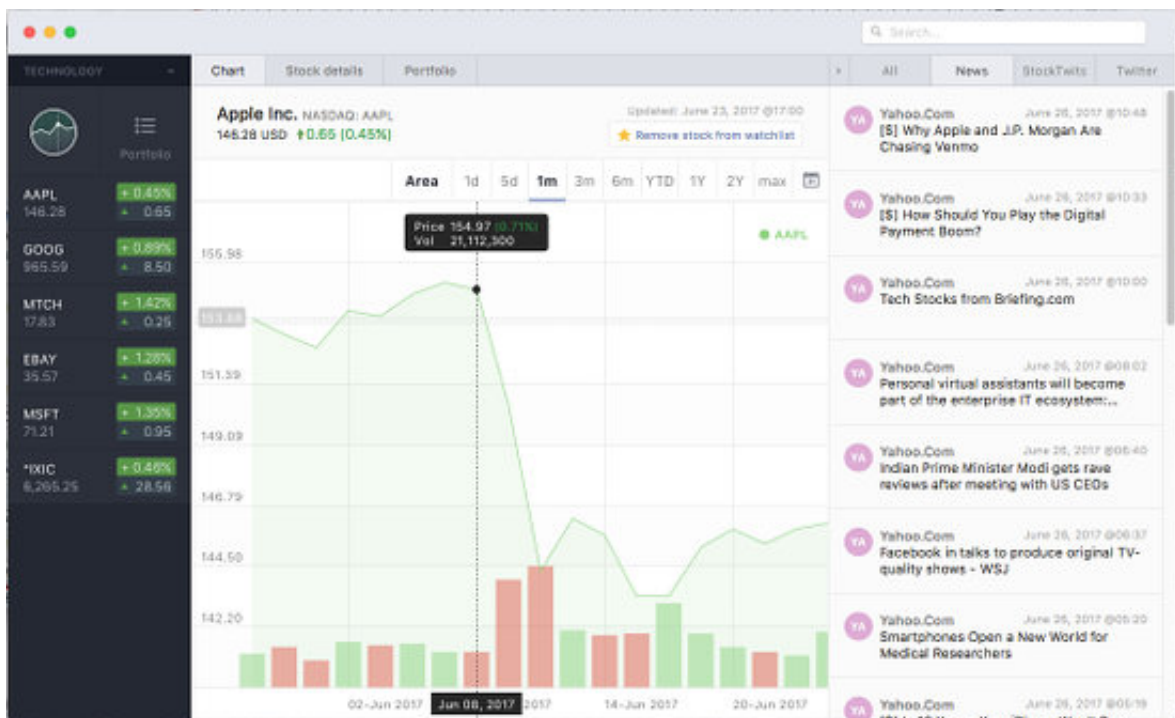 Search...
TECHNOLOGY
Portfolio
AAPL
+ 0.45%
146.28
0.65
GOOG
+ 0.89%
965.59
8.50
MTCH
+ 1.42%
17.83
0.25
EBAY
+ 1.28%
35.57
0.45
MSFT
+ 1.35%
71.21
0.95
^IXIC
+ 0.46%
6,265.25
28.56
Chart
Stock details
Portfolio
Apple Inc. NASDAQ: AAPL
146.28 USD 0.65 (0.45%)
Updated: June 23, 2017 @17:00
Remove stock from watchlist
Area 1d 5d 1m 3m 6m YTD 1Y 2Y max
Price 154.97 (0.71%)
Vol 21,112,300
AAPL
155.98
153.68
151.39
149.09
146.79
144.50
142.20
02-Jun 2017
Jun 08, 2017
2017
14-Jun 2017
20-Jun 2017
All
News
StockTwits
Twitter
YA
Yahoo.Com June 26, 2017 @10:48
[$] Why Apple and J.P. Morgan Are
Chasing Venmo
YA
Yahoo.Com June 26, 2017 @10:33
[$] How Should You Play the Digital
Payment Boom?
YA
Yahoo.Com June 26, 2017 @10:00
Tech Stocks from Briefing.com
YA
Yahoo.Com June 26, 2017 @08:02
Personal virtual assistants will become
part of the enterprise IT ecosystem:...
YA
Yahoo.Com June 26, 2017 @06:40
Indian Prime Minister Modi gets rave
reviews after meeting with US CEOs
YA
Yahoo.Com June 26, 2017 @06:37
Facebook in talks to produce original TV-
quality shows - WSJ
YA
Yahoo.Com June 26, 2017 @05:20
Smartphones Open a New World for
Medical Researchers
YA
Yahoo.Com June 26, 2017 @05:19